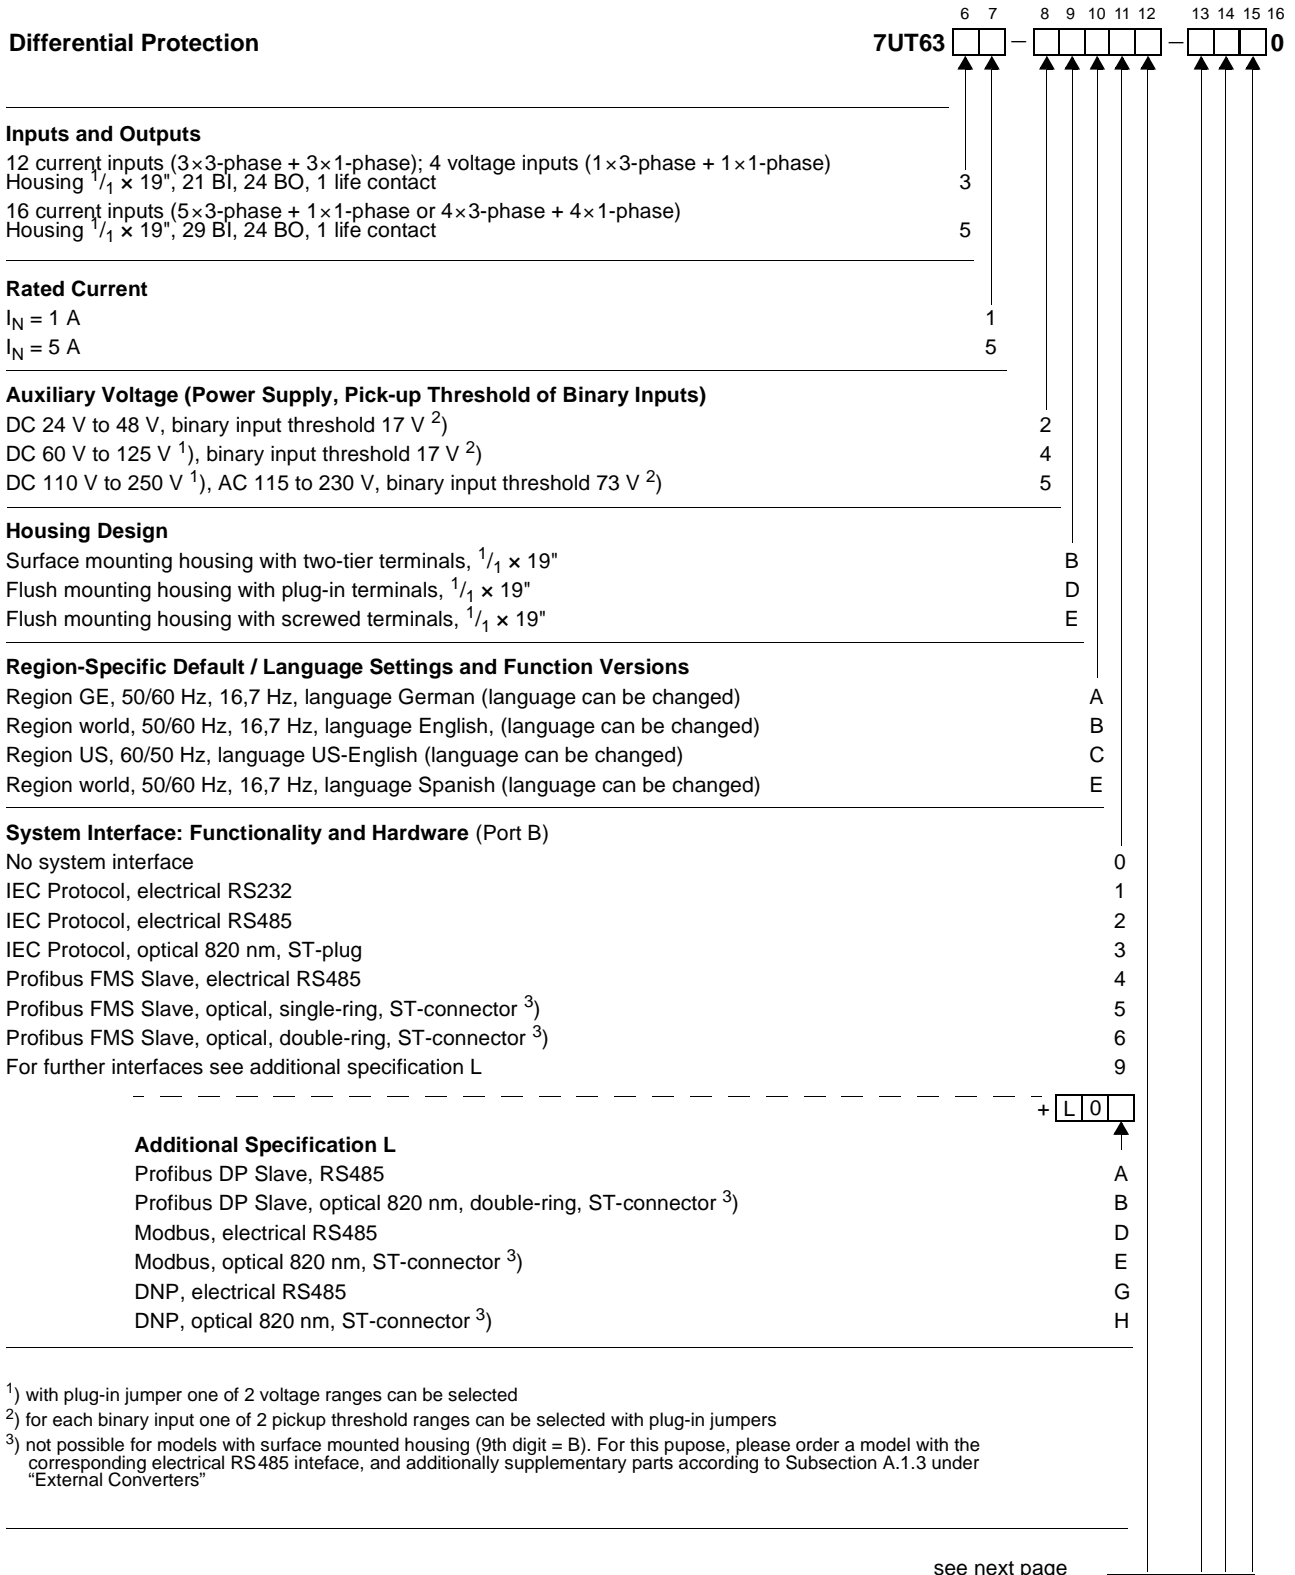 6 7 8 9 10 11 12 13 14 15 16
Differential Protection 7UT63 – – 0
Inputs and Outputs
12 current inputs (3×3-phase + 3×1-phase); 4 voltage inputs (1×3-phase + 1×1-phase)
Housing 1/1 × 19", 21 BI, 24 BO, 1 life contact 3
16 current inputs (5×3-phase + 1×1-phase or 4×3-phase + 4×1-phase)
Housing 1/1 × 19", 29 BI, 24 BO, 1 life contact 5
Rated Current
IN = 1 A 1
IN = 5 A 5
Auxiliary Voltage (Power Supply, Pick-up Threshold of Binary Inputs)
DC 24 V to 48 V, binary input threshold 17 V 2) 2
DC 60 V to 125 V 1), binary input threshold 17 V 2) 4
DC 110 V to 250 V 1), AC 115 to 230 V, binary input threshold 73 V 2) 5
Housing Design
Surface mounting housing with two-tier terminals, 1/1 × 19" B
Flush mounting housing with plug-in terminals, 1/1 × 19" D
Flush mounting housing with screwed terminals, 1/1 × 19" E
Region-Specific Default / Language Settings and Function Versions
Region GE, 50/60 Hz, 16,7 Hz, language German (language can be changed) A
Region world, 50/60 Hz, 16,7 Hz, language English, (language can be changed) B
Region US, 60/50 Hz, language US-English (language can be changed) C
Region world, 50/60 Hz, 16,7 Hz, language Spanish (language can be changed) E
System Interface: Functionality and Hardware (Port B)
No system interface 0
IEC Protocol, electrical RS232 1
IEC Protocol, electrical RS485 2
IEC Protocol, optical 820 nm, ST-plug 3
Profibus FMS Slave, electrical RS485 4
Profibus FMS Slave, optical, single-ring, ST-connector 3) 5
Profibus FMS Slave, optical, double-ring, ST-connector 3) 6
For further interfaces see additional specification L 9
+ L 0
Additional Specification L
Profibus DP Slave, RS485 A
Profibus DP Slave, optical 820 nm, double-ring, ST-connector 3) B
Modbus, electrical RS485 D
Modbus, optical 820 nm, ST-connector 3) E
DNP, electrical RS485 G
DNP, optical 820 nm, ST-connector 3) H
1) with plug-in jumper one of 2 voltage ranges can be selected
2) for each binary input one of 2 pickup threshold ranges can be selected with plug-in jumpers
3) not possible for models with surface mounted housing (9th digit = B). For this pupose, please order a model with the
corresponding electrical RS485 inteface, and additionally supplementary parts according to Subsection A.1.3 under
“External Converters”
see next page